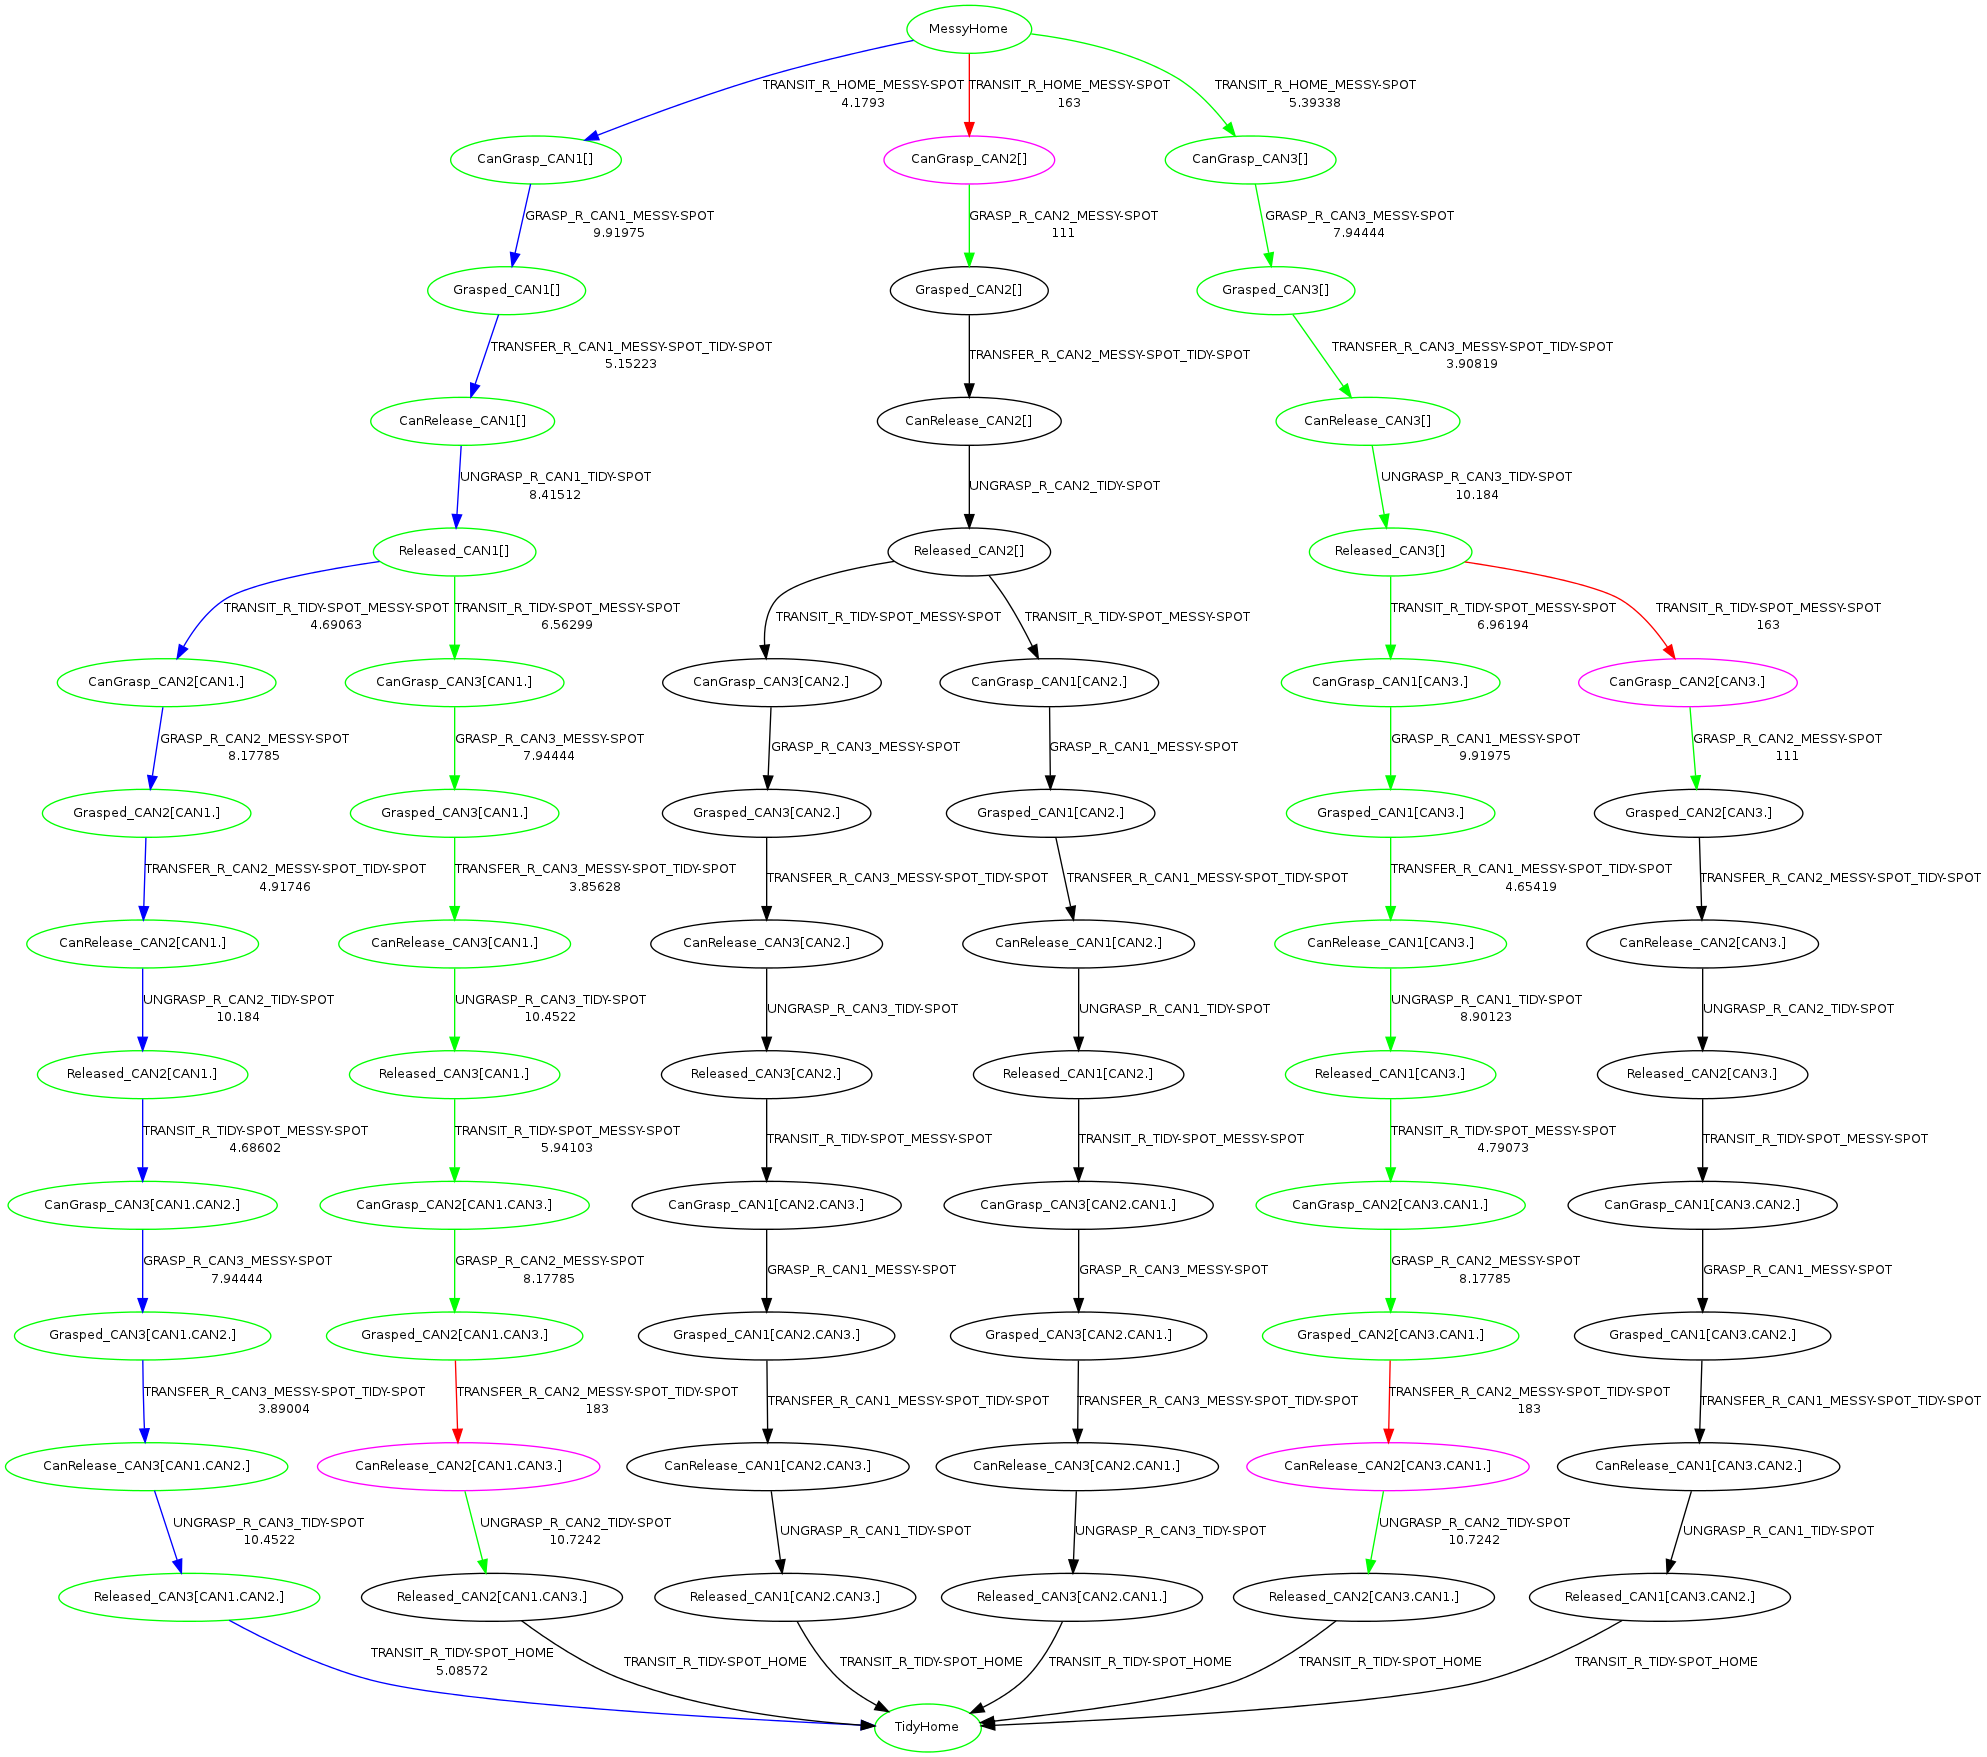 MessyHome
TRANSIT_R_HOME_MESSY-SPOT
4.1793
TRANSIT_R_HOME_MESSY-SPOT
163
TRANSIT_R_HOME_MESSY-SPOT
5.39338
CanGrasp_CAN1[]
CanGrasp_CAN2[]
CanGrasp_CAN3[]
GRASP_R_CAN1_MESSY-SPOT
9.91975
GRASP_R_CAN2_MESSY-SPOT
111
GRASP_R_CAN3_MESSY-SPOT
7.94444
Grasped_CAN1[]
Grasped_CAN2[]
Grasped_CAN3[]
TRANSFER_R_CAN1_MESSY-SPOT_TIDY-SPOT
5.15223
TRANSFER_R_CAN2_MESSY-SPOT_TIDY-SPOT
TRANSFER_R_CAN3_MESSY-SPOT_TIDY-SPOT
3.90819
CanRelease_CAN1[]
CanRelease_CAN2[]
CanRelease_CAN3[]
UNGRASP_R_CAN1_TIDY-SPOT
8.41512
UNGRASP_R_CAN2_TIDY-SPOT
UNGRASP_R_CAN3_TIDY-SPOT
10.184
Released_CAN1[]
Released_CAN2[]
Released_CAN3[]
TRANSIT_R_TIDY-SPOT_MESSY-SPOT
4.69063
TRANSIT_R_TIDY-SPOT_MESSY-SPOT
6.56299
TRANSIT_R_TIDY-SPOT_MESSY-SPOT
TRANSIT_R_TIDY-SPOT_MESSY-SPOT
TRANSIT_R_TIDY-SPOT_MESSY-SPOT
6.96194
TRANSIT_R_TIDY-SPOT_MESSY-SPOT
163
CanGrasp_CAN2[CAN1.]
CanGrasp_CAN3[CAN1.]
CanGrasp_CAN3[CAN2.]
CanGrasp_CAN1[CAN2.]
CanGrasp_CAN1[CAN3.]
CanGrasp_CAN2[CAN3.]
GRASP_R_CAN2_MESSY-SPOT
8.17785
GRASP_R_CAN3_MESSY-SPOT
7.94444
GRASP_R_CAN3_MESSY-SPOT
GRASP_R_CAN1_MESSY-SPOT
GRASP_R_CAN1_MESSY-SPOT
9.91975
GRASP_R_CAN2_MESSY-SPOT
111
Grasped_CAN2[CAN1.]
Grasped_CAN3[CAN1.]
Grasped_CAN3[CAN2.]
Grasped_CAN1[CAN2.]
Grasped_CAN1[CAN3.]
Grasped_CAN2[CAN3.]
TRANSFER_R_CAN2_MESSY-SPOT_TIDY-SPOT
4.91746
TRANSFER_R_CAN3_MESSY-SPOT_TIDY-SPOT
3.85628
TRANSFER_R_CAN3_MESSY-SPOT_TIDY-SPOT
TRANSFER_R_CAN1_MESSY-SPOT_TIDY-SPOT
TRANSFER_R_CAN1_MESSY-SPOT_TIDY-SPOT
4.65419
TRANSFER_R_CAN2_MESSY-SPOT_TIDY-SPOT
CanRelease_CAN2[CAN1.]
CanRelease_CAN3[CAN1.]
CanRelease_CAN3[CAN2.]
CanRelease_CAN1[CAN2.]
CanRelease_CAN1[CAN3.]
CanRelease_CAN2[CAN3.]
UNGRASP_R_CAN2_TIDY-SPOT
10.184
UNGRASP_R_CAN3_TIDY-SPOT
10.4522
UNGRASP_R_CAN3_TIDY-SPOT
UNGRASP_R_CAN1_TIDY-SPOT
UNGRASP_R_CAN1_TIDY-SPOT
8.90123
UNGRASP_R_CAN2_TIDY-SPOT
Released_CAN2[CAN1.]
Released_CAN3[CAN1.]
Released_CAN3[CAN2.]
Released_CAN1[CAN2.]
Released_CAN1[CAN3.]
Released_CAN2[CAN3.]
TRANSIT_R_TIDY-SPOT_MESSY-SPOT
4.68602
TRANSIT_R_TIDY-SPOT_MESSY-SPOT
5.94103
TRANSIT_R_TIDY-SPOT_MESSY-SPOT
TRANSIT_R_TIDY-SPOT_MESSY-SPOT
TRANSIT_R_TIDY-SPOT_MESSY-SPOT
4.79073
TRANSIT_R_TIDY-SPOT_MESSY-SPOT
CanGrasp_CAN3[CAN1.CAN2.]
CanGrasp_CAN2[CAN1.CAN3.]
CanGrasp_CAN1[CAN2.CAN3.]
CanGrasp_CAN3[CAN2.CAN1.]
CanGrasp_CAN2[CAN3.CAN1.]
CanGrasp_CAN1[CAN3.CAN2.]
GRASP_R_CAN3_MESSY-SPOT
7.94444
GRASP_R_CAN2_MESSY-SPOT
8.17785
GRASP_R_CAN1_MESSY-SPOT
GRASP_R_CAN3_MESSY-SPOT
GRASP_R_CAN2_MESSY-SPOT
8.17785
GRASP_R_CAN1_MESSY-SPOT
Grasped_CAN3[CAN1.CAN2.]
Grasped_CAN2[CAN1.CAN3.]
Grasped_CAN1[CAN2.CAN3.]
Grasped_CAN3[CAN2.CAN1.]
Grasped_CAN2[CAN3.CAN1.]
Grasped_CAN1[CAN3.CAN2.]
TRANSFER_R_CAN3_MESSY-SPOT_TIDY-SPOT
3.89004
TRANSFER_R_CAN2_MESSY-SPOT_TIDY-SPOT
183
TRANSFER_R_CAN1_MESSY-SPOT_TIDY-SPOT
TRANSFER_R_CAN3_MESSY-SPOT_TIDY-SPOT
TRANSFER_R_CAN2_MESSY-SPOT_TIDY-SPOT
183
TRANSFER_R_CAN1_MESSY-SPOT_TIDY-SPOT
CanRelease_CAN3[CAN1.CAN2.]
CanRelease_CAN2[CAN1.CAN3.]
CanRelease_CAN1[CAN2.CAN3.]
CanRelease_CAN3[CAN2.CAN1.]
CanRelease_CAN2[CAN3.CAN1.]
CanRelease_CAN1[CAN3.CAN2.]
UNGRASP_R_CAN3_TIDY-SPOT
10.4522
UNGRASP_R_CAN2_TIDY-SPOT
10.7242
UNGRASP_R_CAN1_TIDY-SPOT
UNGRASP_R_CAN3_TIDY-SPOT
UNGRASP_R_CAN2_TIDY-SPOT
10.7242
UNGRASP_R_CAN1_TIDY-SPOT
Released_CAN3[CAN1.CAN2.]
Released_CAN2[CAN1.CAN3.]
Released_CAN1[CAN2.CAN3.]
Released_CAN3[CAN2.CAN1.]
Released_CAN2[CAN3.CAN1.]
Released_CAN1[CAN3.CAN2.]
TRANSIT_R_TIDY-SPOT_HOME
5.08572
TRANSIT_R_TIDY-SPOT_HOME
TRANSIT_R_TIDY-SPOT_HOME
TRANSIT_R_TIDY-SPOT_HOME
TRANSIT_R_TIDY-SPOT_HOME
TRANSIT_R_TIDY-SPOT_HOME
TidyHome